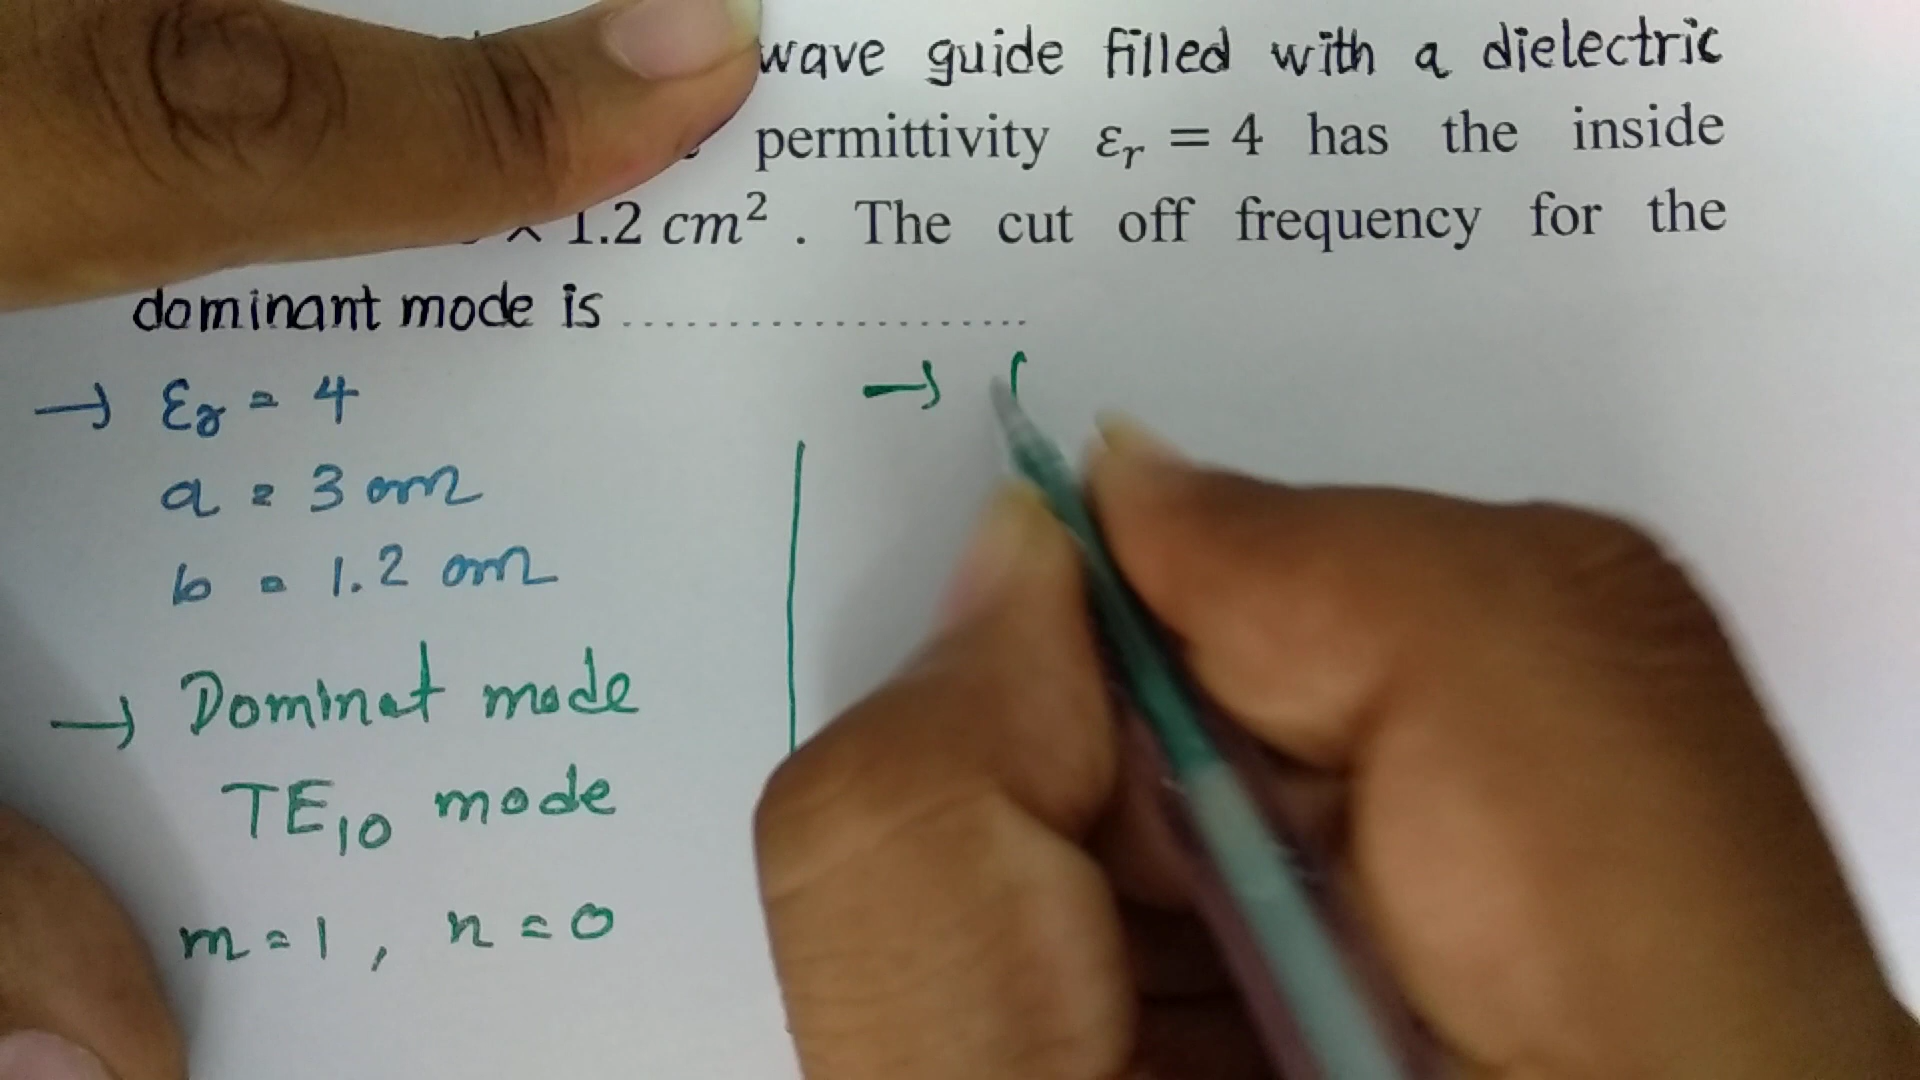 wave guide filled with a dielectric
permittivity εr = 4 has the inside
× 1.2 cm² . The cut off frequency for the
dominant mode is .....................
→ εr = 4
a = 3 cm
b = 1.2 cm
→ Dominat mode
TE10 mode
m = 1 , n = 0
→